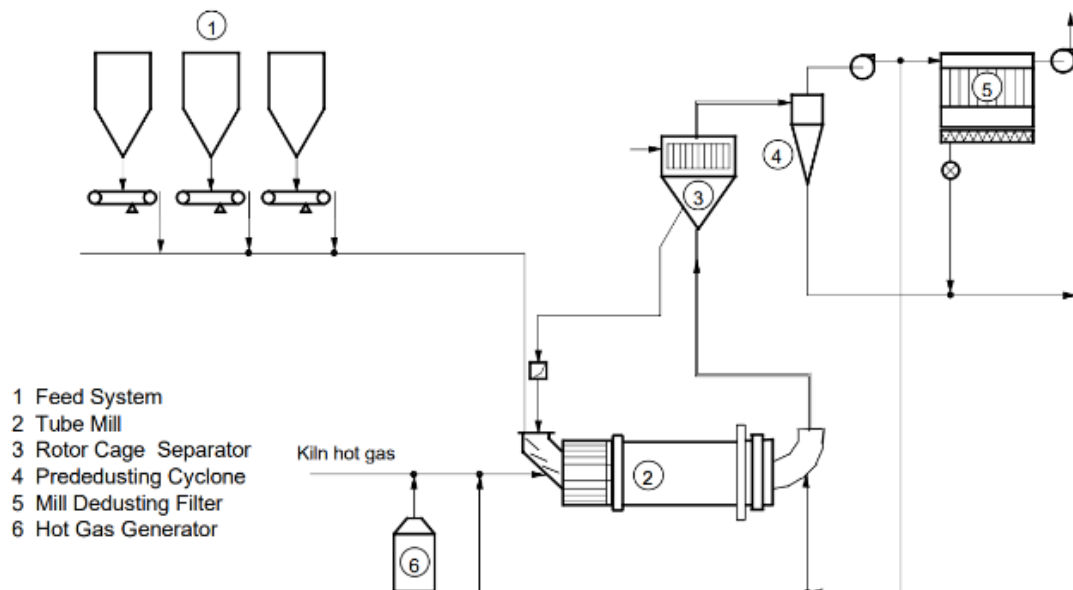 1
5
4
3
1 Feed System
2 Tube Mill
3 Rotor Cage Separator
4 Prededusting Cyclone
5 Mill Dedusting Filter
6 Hot Gas Generator
Kiln hot gas
2
6